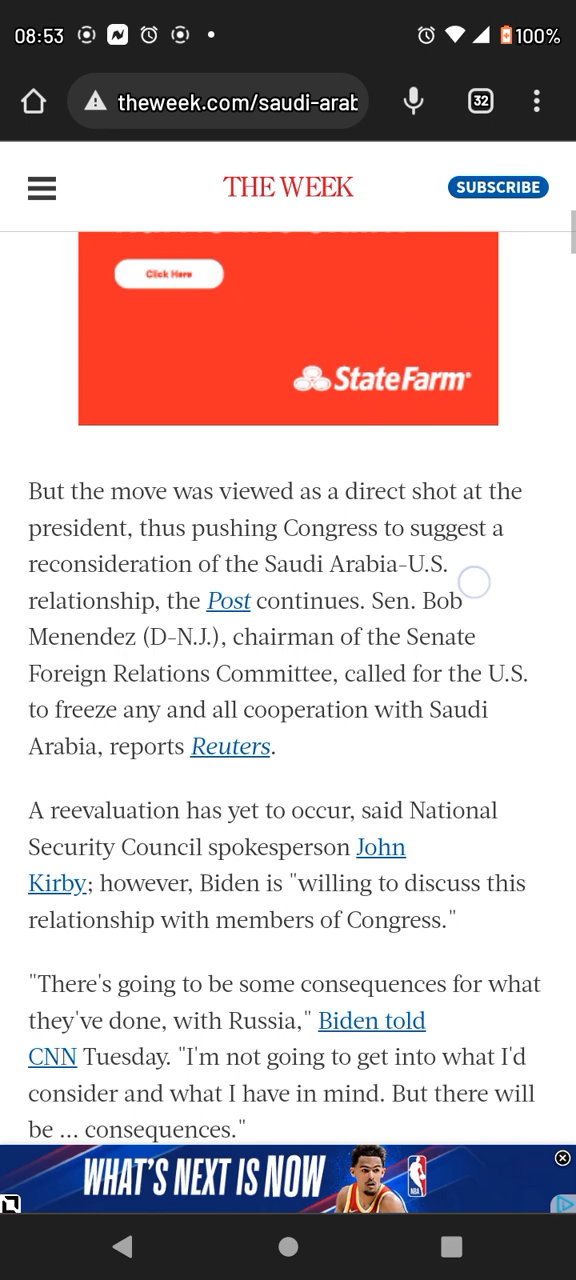 08:53
100%
theweek.com/saudi-arab
32
THE WEEK
SUBSCRIBE
Click Here
StateFarm®
But the move was viewed as a direct shot at the
president, thus pushing Congress to suggest a
reconsideration of the Saudi Arabia-U.S.
relationship, the Post continues. Sen. Bob
Menendez (D-N.J.), chairman of the Senate
Foreign Relations Committee, called for the U.S.
to freeze any and all cooperation with Saudi
Arabia, reports Reuters.
A reevaluation has yet to occur, said National
Security Council spokesperson John
Kirby; however, Biden is "willing to discuss this
relationship with members of Congress."
"There's going to be some consequences for what
they've done, with Russia," Biden told
CNN Tuesday. "I'm not going to get into what I'd
consider and what I have in mind. But there will
be ... consequences."
WHAT'S NEXT IS NOW
NBA